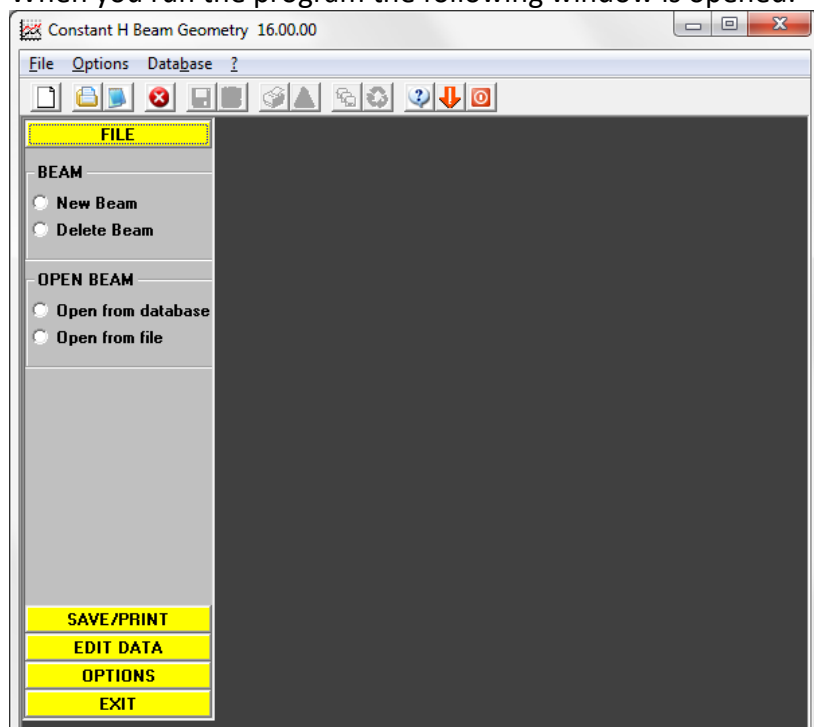 When you run the program the following window is opened:
Constant H Beam Geometry 16.00.00
File Options Database ?
FILE
BEAM
New Beam
Delete Beam
OPEN BEAM
Open from database
Open from file
SAVE/PRINT
EDIT DATA
OPTIONS
EXIT